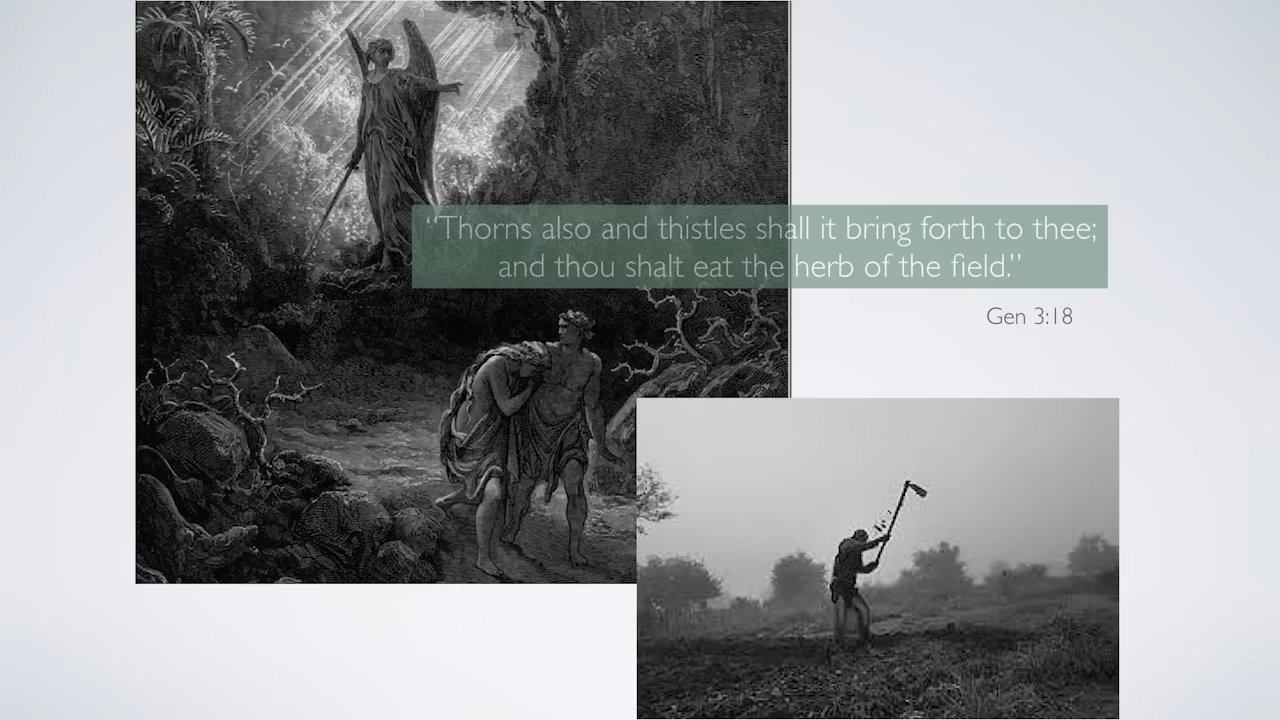 “Thorns also and thistles shall it bring forth to thee;
and thou shalt eat the herb of the field.”
Gen 3:18